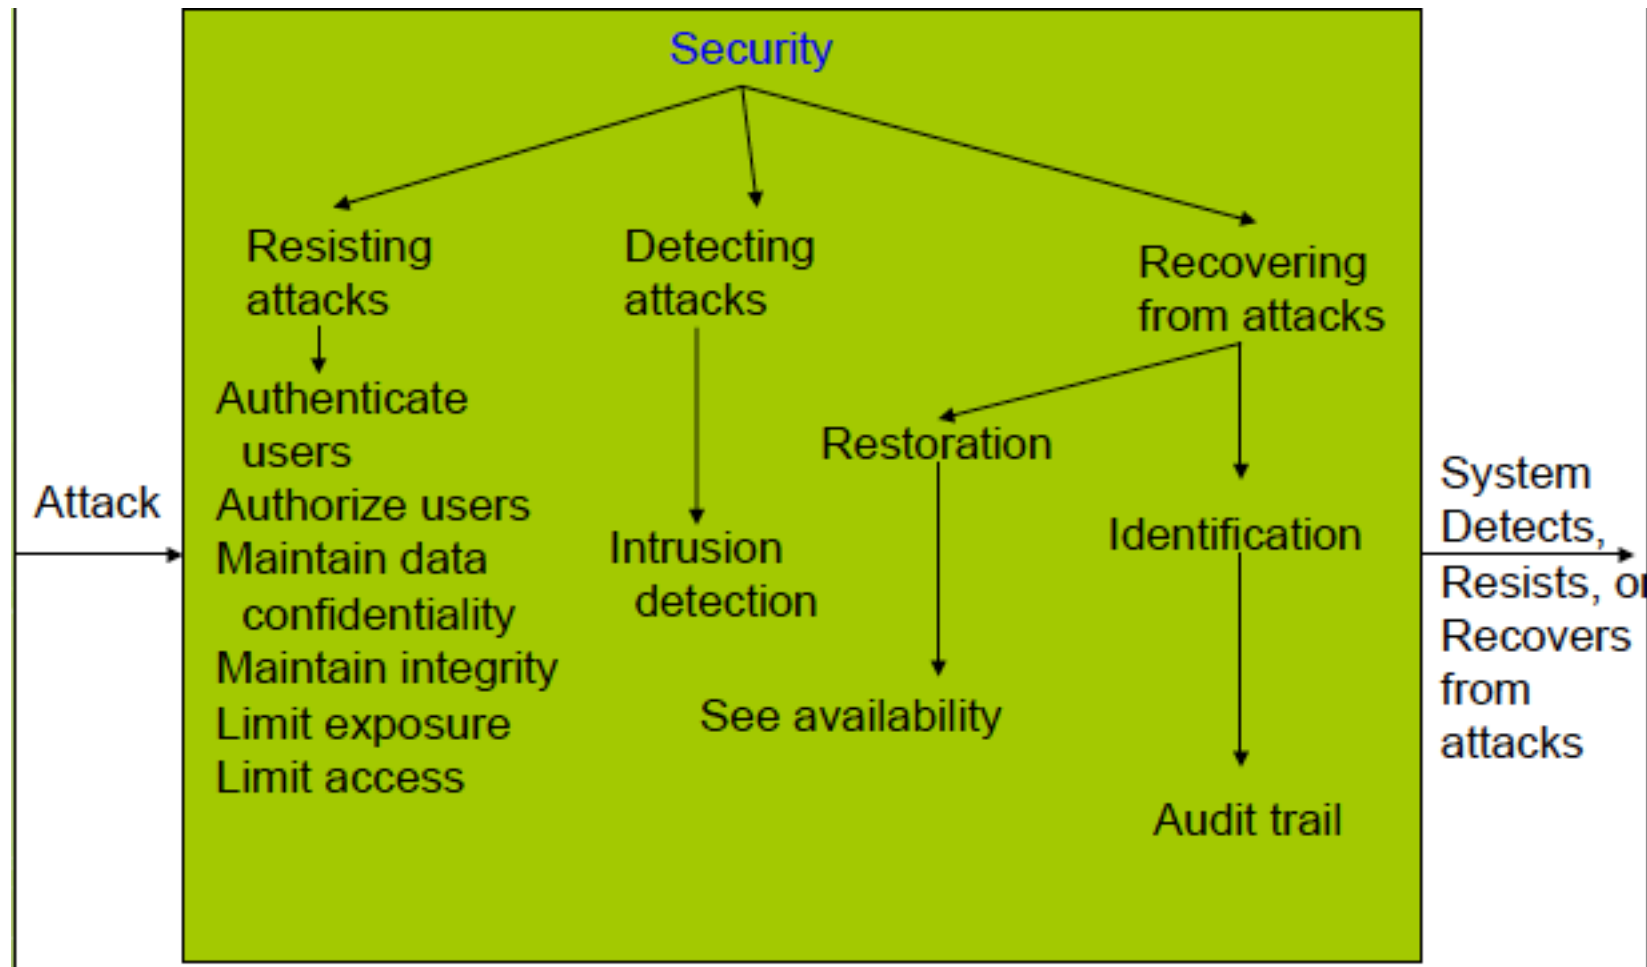 Security
Resisting
attacks
Detecting
attacks
Recovering
from attacks
Authenticate
users
Authorize users
Maintain data
confidentiality
Maintain integrity
Limit exposure
Limit access
Intrusion
detection
Restoration
See availability
Identification
Audit trail
Attack
System
Detects,
Resists, or
Recovers
from
attacks